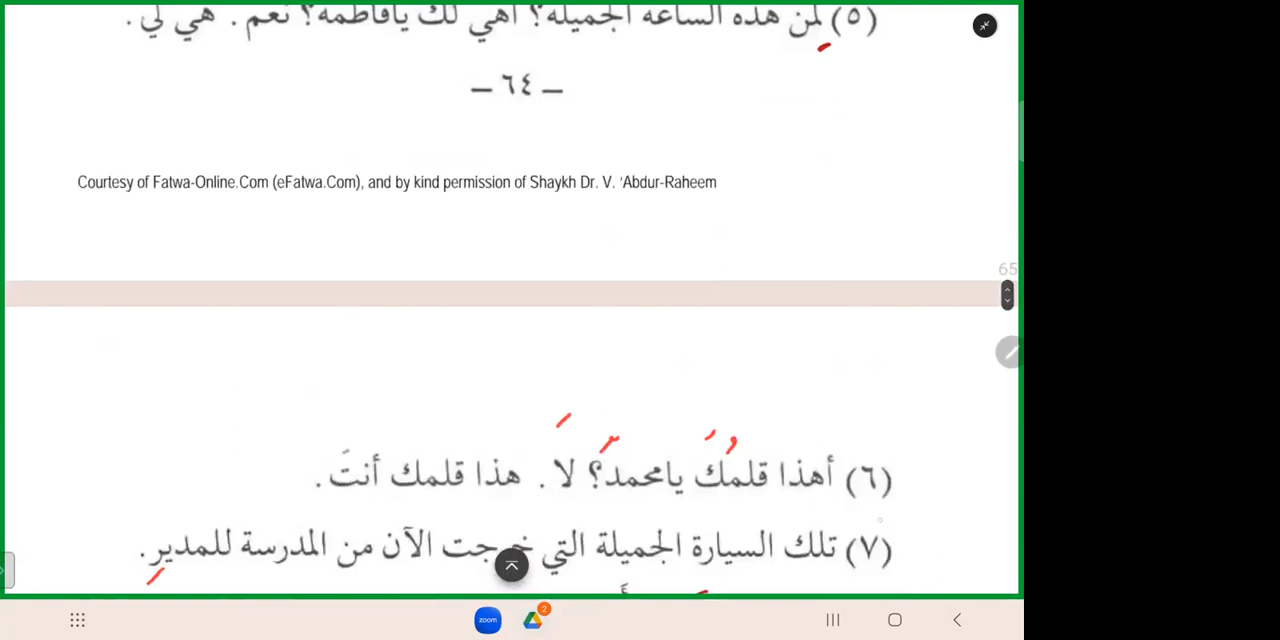 (٥) لمن هذه الساعة الجميلة؟ أهي لك يافاطمة؟ نعم. هي لي.
– ٦٤ –
Courtesy of Fatwa-Online.Com (eFatwa.Com), and by kind permission of Shaykh Dr. V. ‘Abdur-Raheem
65
(٦) أهذا قلمك يامحمد؟ لا. هذا قلمك أنتَ.
(٧) تلك السيارة الجميلة التي خرجت الآن من المدرسة للمدير.
zoom
2